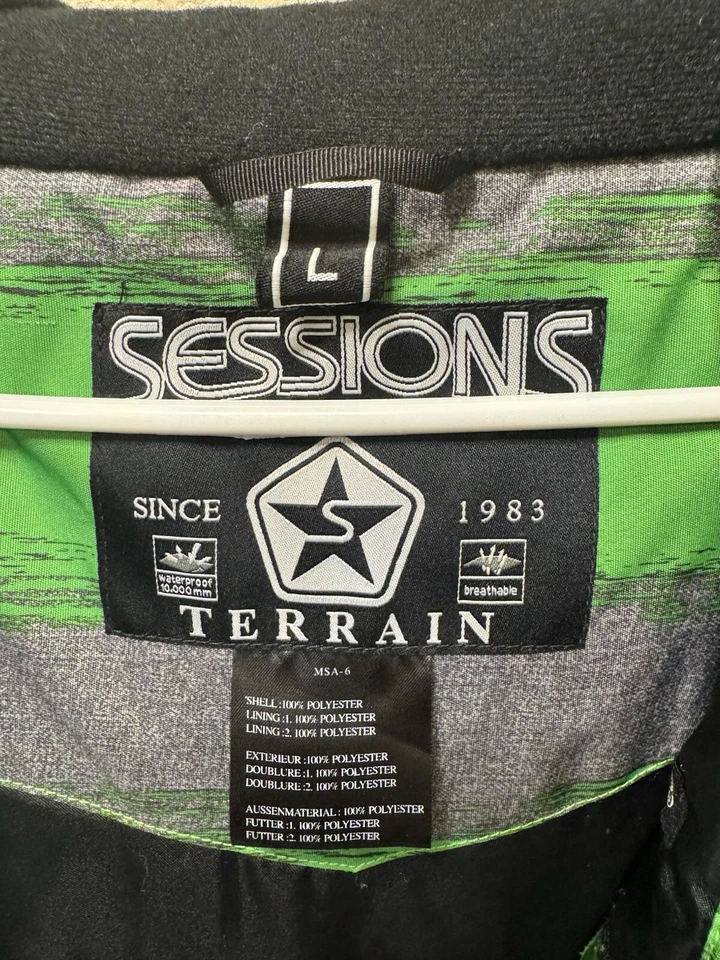 L
SESSIONS
SINCE S 1983
waterproof
10.000mm
breathable
TERRAIN
MSA-6
SHELL :100% POLYESTER
LINING :1. 100% POLYESTER
LINING :2. 100% POLYESTER
EXTERIEUR :100% POLYESTER
DOUBLURE :1. 100% POLYESTER
DOUBLURE :2. 100% POLYESTER
AUSSENMATERIAL : 100% POLYESTER
FUTTER :1. 100% POLYESTER
FUTTER :2. 100% POLYESTER